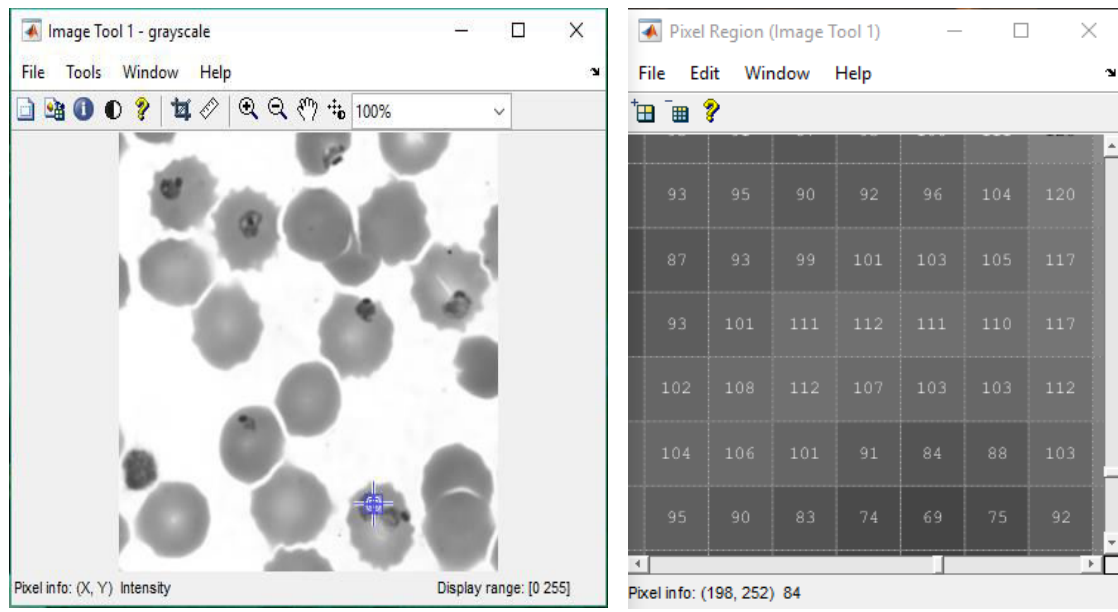 Image Tool 1 - grayscale
File Tools Window Help
100%
Pixel info: (X, Y) Intensity
Display range: [0 255]
Pixel Region (Image Tool 1)
File Edit Window Help
93 95 90 92 96 104 120
87 93 99 101 103 105 117
93 101 111 112 111 110 117
102 108 112 107 103 103 112
104 106 101 91 84 88 103
95 90 83 74 69 75 92
Pixel info: (198, 252) 84